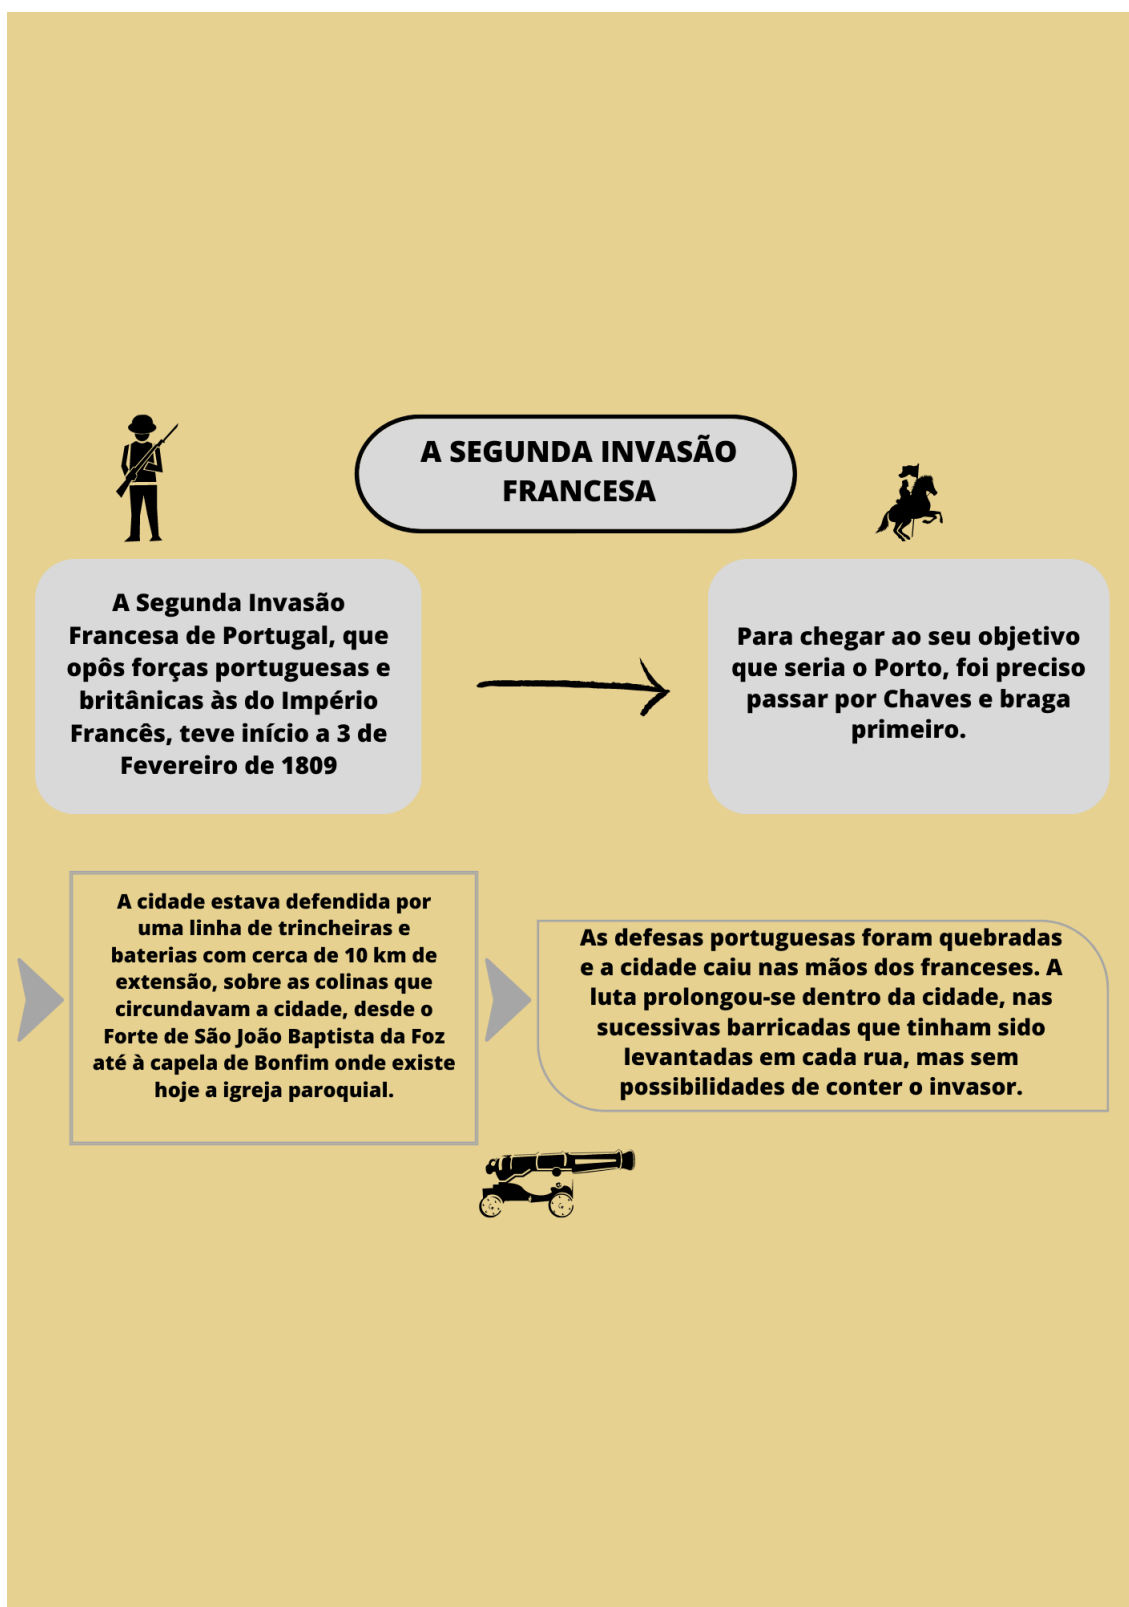 A SEGUNDA INVASÃO
FRANCESA
A Segunda Invasão
Francesa de Portugal, que
opôs forças portuguesas e
britânicas às do Império
Francês, teve início a 3 de
Fevereiro de 1809
Para chegar ao seu objetivo
que seria o Porto, foi preciso
passar por Chaves e braga
primeiro.
A cidade estava defendida por
uma linha de trincheiras e
baterias com cerca de 10 km de
extensão, sobre as colinas que
circundavam a cidade, desde o
Forte de São João Baptista da Foz
até à capela de Bonfim onde existe
hoje a igreja paroquial.
As defesas portuguesas foram quebradas
e a cidade caiu nas mãos dos franceses. A
luta prolongou-se dentro da cidade, nas
sucessivas barricadas que tinham sido
levantadas em cada rua, mas sem
possibilidades de conter o invasor.